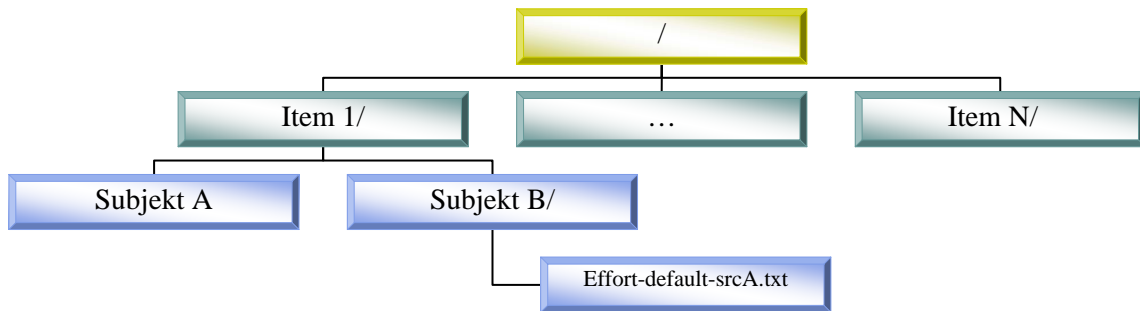 /
Item 1/
…
Item N/
Subjekt A
Subjekt B/
Effort-default-srcA.txt